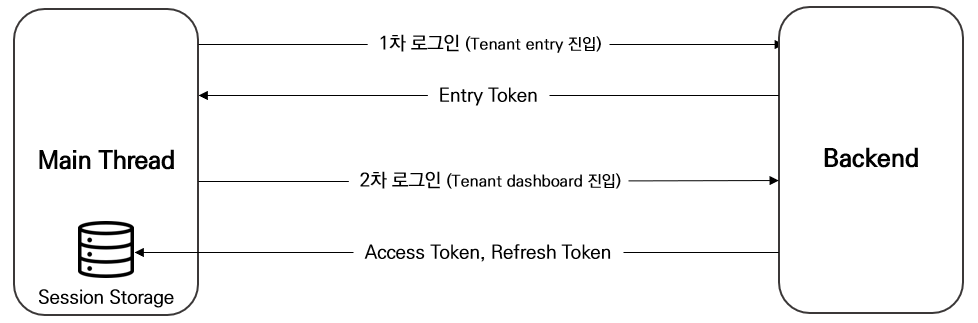 1차 로그인 (Tenant entry 진입)
Entry Token
Main Thread
Backend
2차 로그인 (Tenant dashboard 진입)
Access Token, Refresh Token
Session Storage